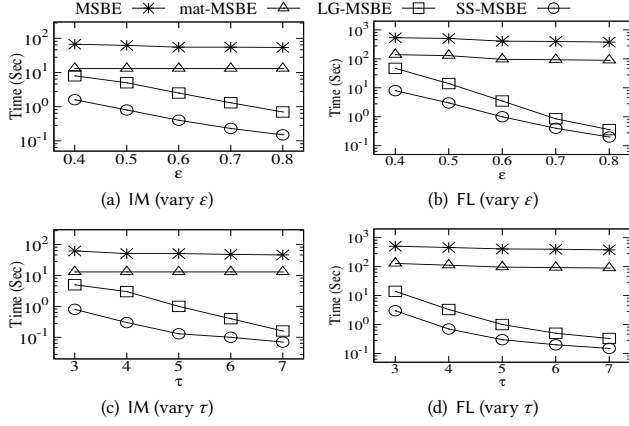 MSBE mat-MSBE LG-MSBE SS-MSBE
Time (Sec)
10²
10¹
10⁰
10⁻¹
0.4 0.5 0.6 0.7 0.8
ε
(a) IM (vary ε)
Time (Sec)
10³
10²
10¹
10⁰
10⁻¹
0.4 0.5 0.6 0.7 0.8
ε
(b) FL (vary ε)
Time (Sec)
10²
10¹
10⁰
10⁻¹
3 4 5 6 7
τ
(c) IM (vary τ)
Time (Sec)
10³
10²
10¹
10⁰
10⁻¹
3 4 5 6 7
τ
(d) FL (vary τ)